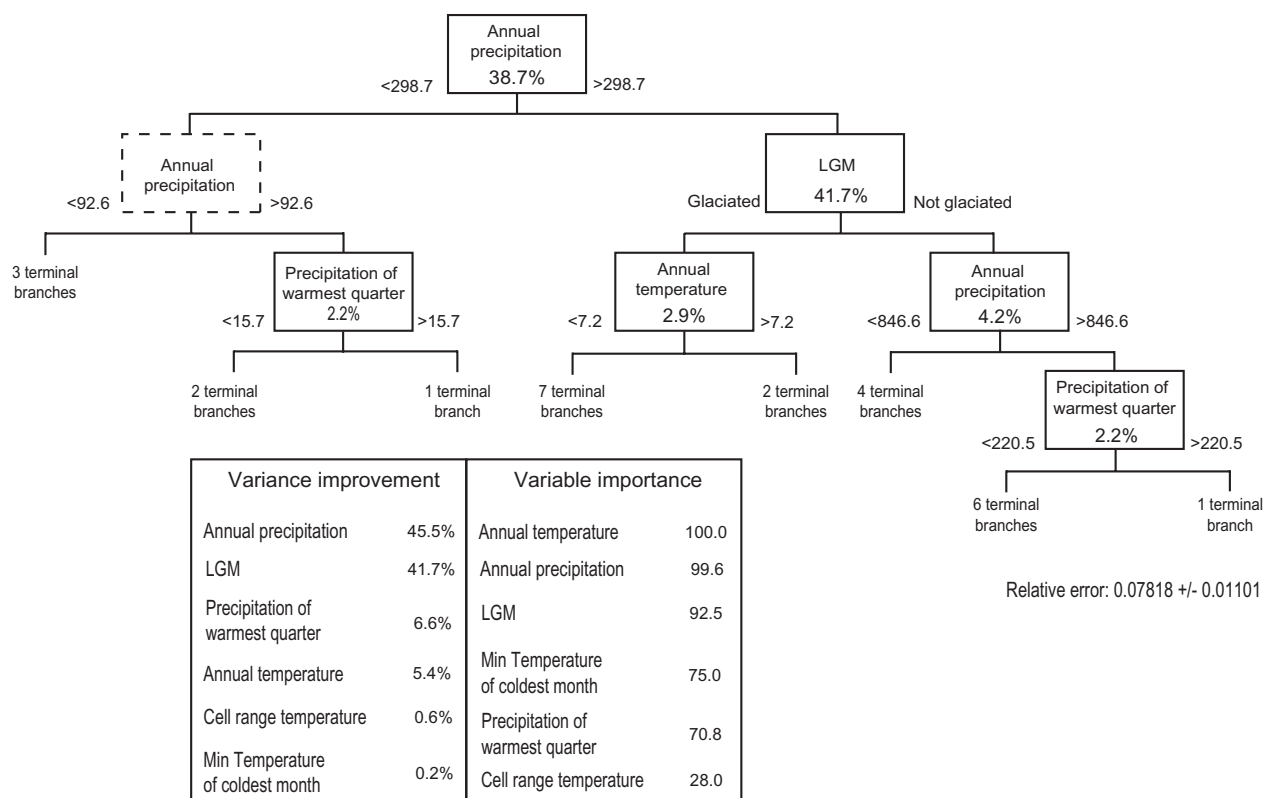 Annual
precipitation
38.7%
<298.7
>298.7
Annual
precipitation
<92.6
>92.6
LGM
41.7%
Glaciated
Not glaciated
3 terminal
branches
Precipitation of
warmest quarter
2.2%
<15.7
>15.7
Annual
temperature
2.9%
<7.2
>7.2
Annual
precipitation
4.2%
<846.6
>846.6
2 terminal
branches
1 terminal
branch
7 terminal
branches
2 terminal
branches
4 terminal
branches
Precipitation of
warmest quarter
2.2%
<220.5
>220.5
6 terminal
branches
1 terminal
branch
Variance improvement
Annual precipitation 45.5%
LGM 41.7%
Precipitation of
warmest quarter 6.6%
Annual temperature 5.4%
Cell range temperature 0.6%
Min Temperature
of coldest month 0.2%
Variable importance
Annual temperature 100.0
Annual precipitation 99.6
LGM 92.5
Min Temperature
of coldest month 75.0
Precipitation of
warmest quarter 70.8
Cell range temperature 28.0
Relative error: 0.07818 +/- 0.01101